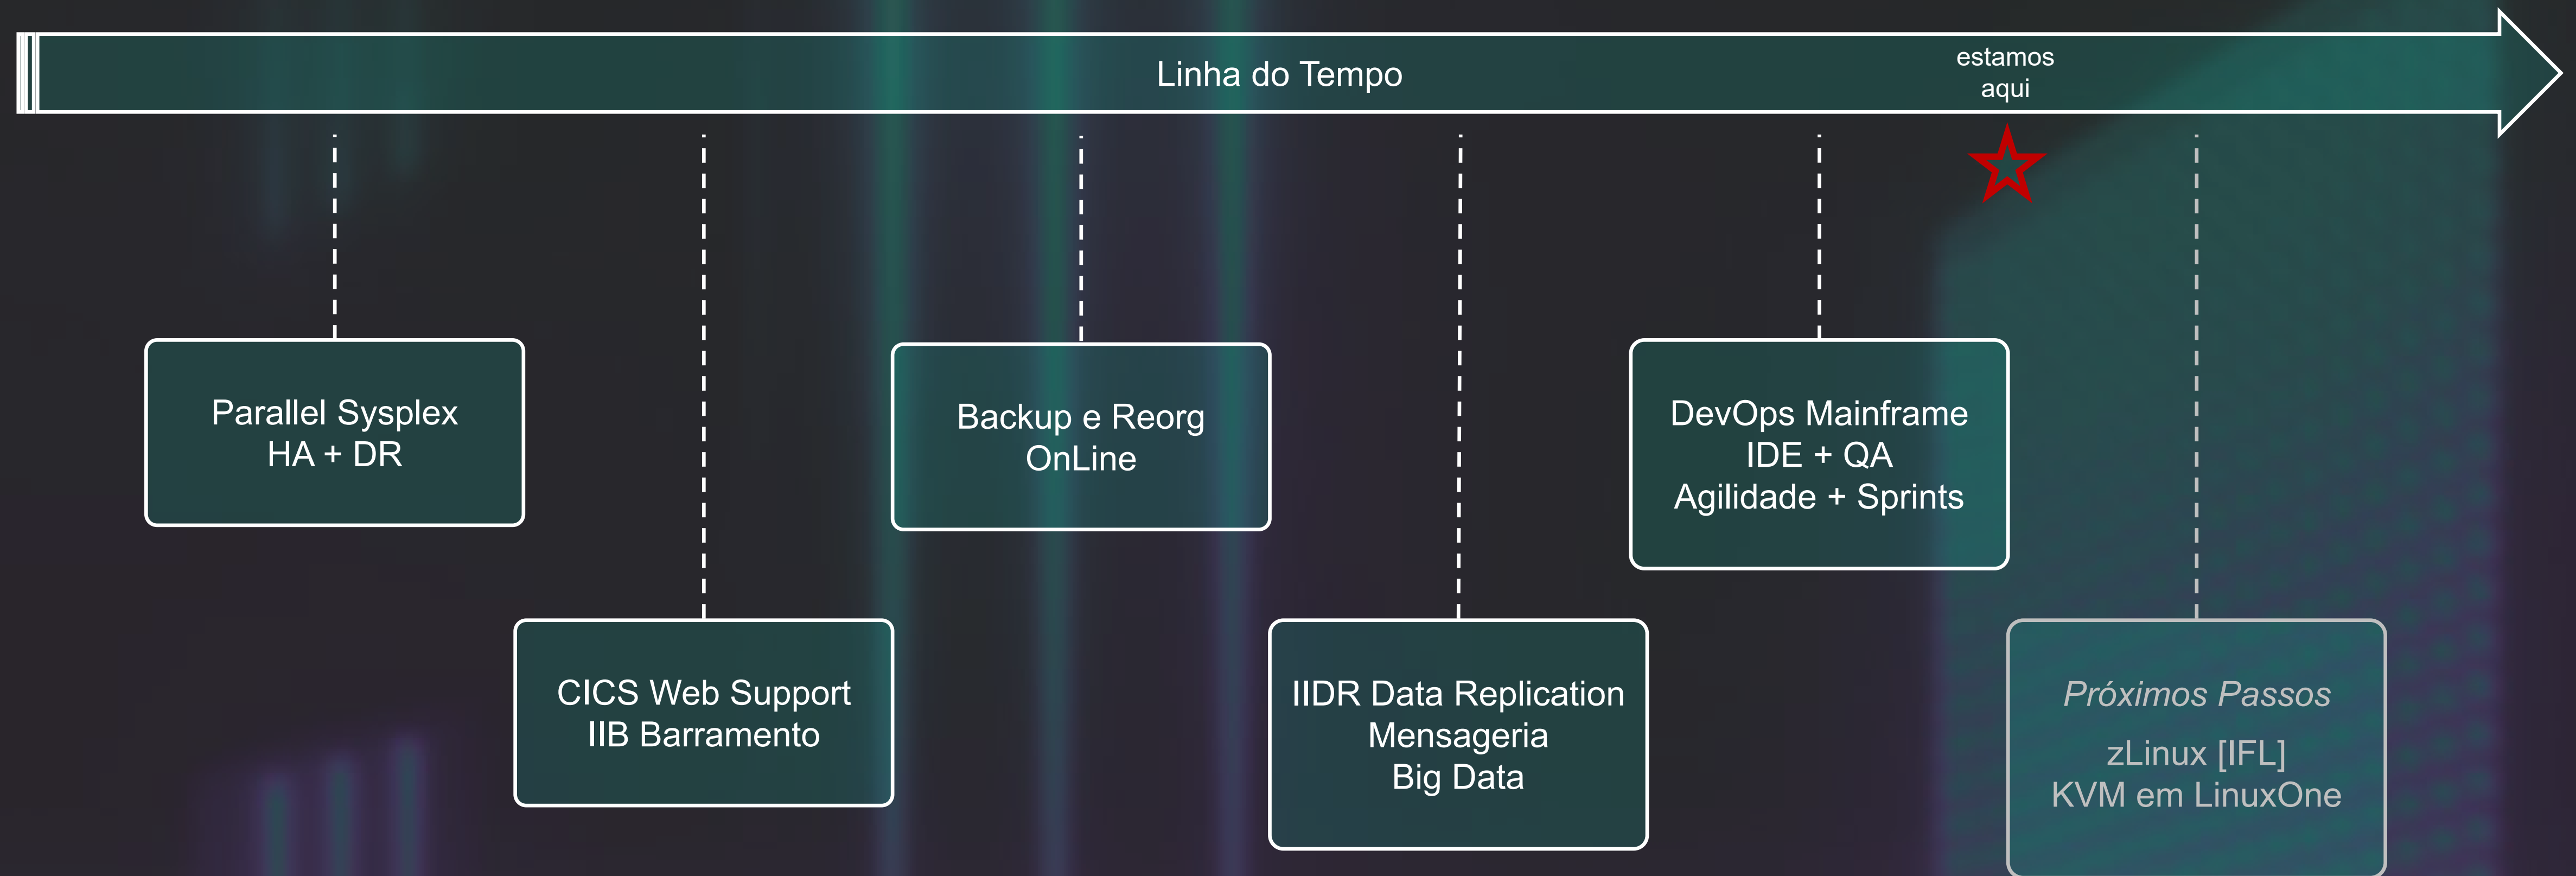 Linha do Tempo
estamos
aqui
Parallel Sysplex
HA + DR
CICS Web Support
IIB Barramento
Backup e Reorg
OnLine
IIDR Data Replication
Mensageria
Big Data
DevOps Mainframe
IDE + QA
Agilidade + Sprints
Próximos Passos
zLinux [IFL]
KVM em LinuxOne